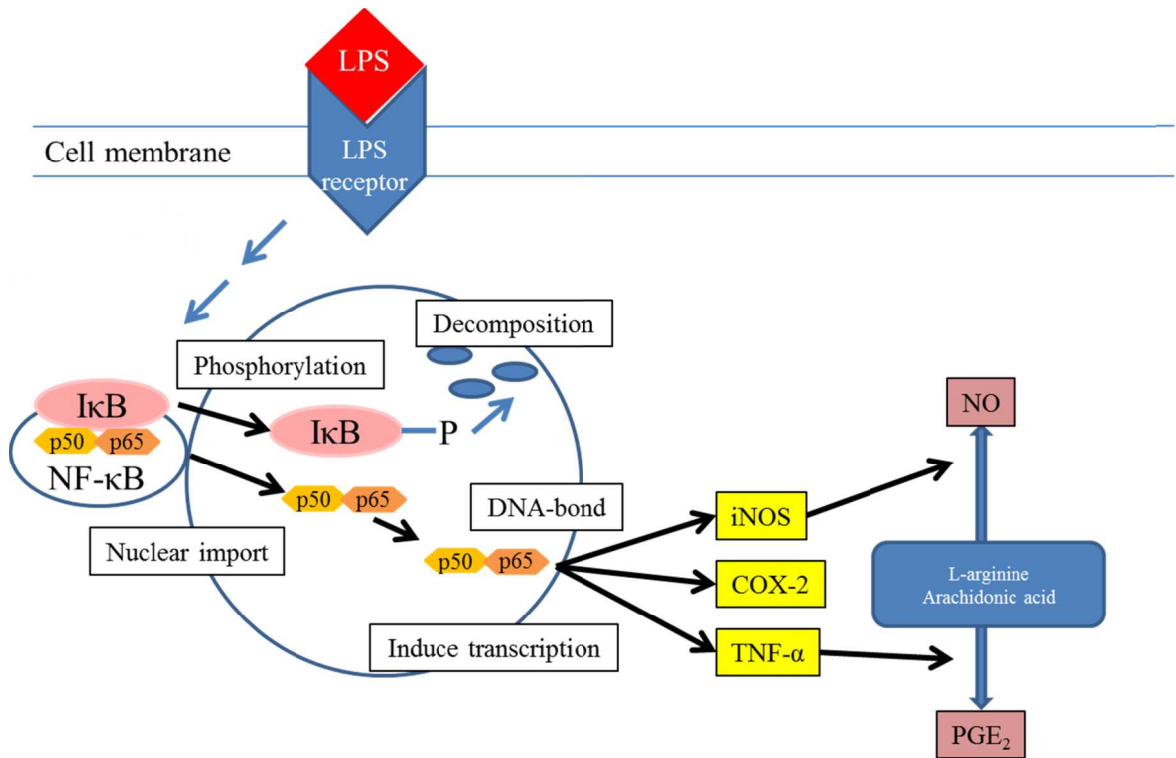 LPS
Cell membrane
LPS
receptor
Decomposition
Phosphorylation
IκB
p50 p65
NF-κB
IκB
P
p50 p65
Nuclear import
DNA-bond
p50 p65
Induce transcription
iNOS
COX-2
TNF-α
NO
L-arginine
Arachidonic acid
PGE₂